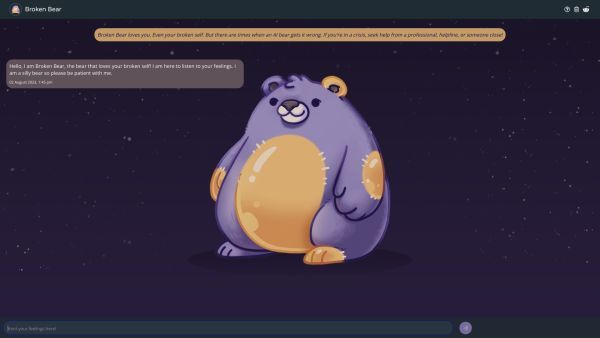 Broken Bear
Broken Bear loves you. Even your broken self. But there are times when an AI bear gets it wrong. If you're in a crisis, seek help from a professional, helpline, or someone close!
Hello, I am Broken Bear, the bear that loves your broken self! I am here to listen to your feelings. I
am a silly bear so please be patient with me.
02 August 2023, 1:45 pm
your feelings here!